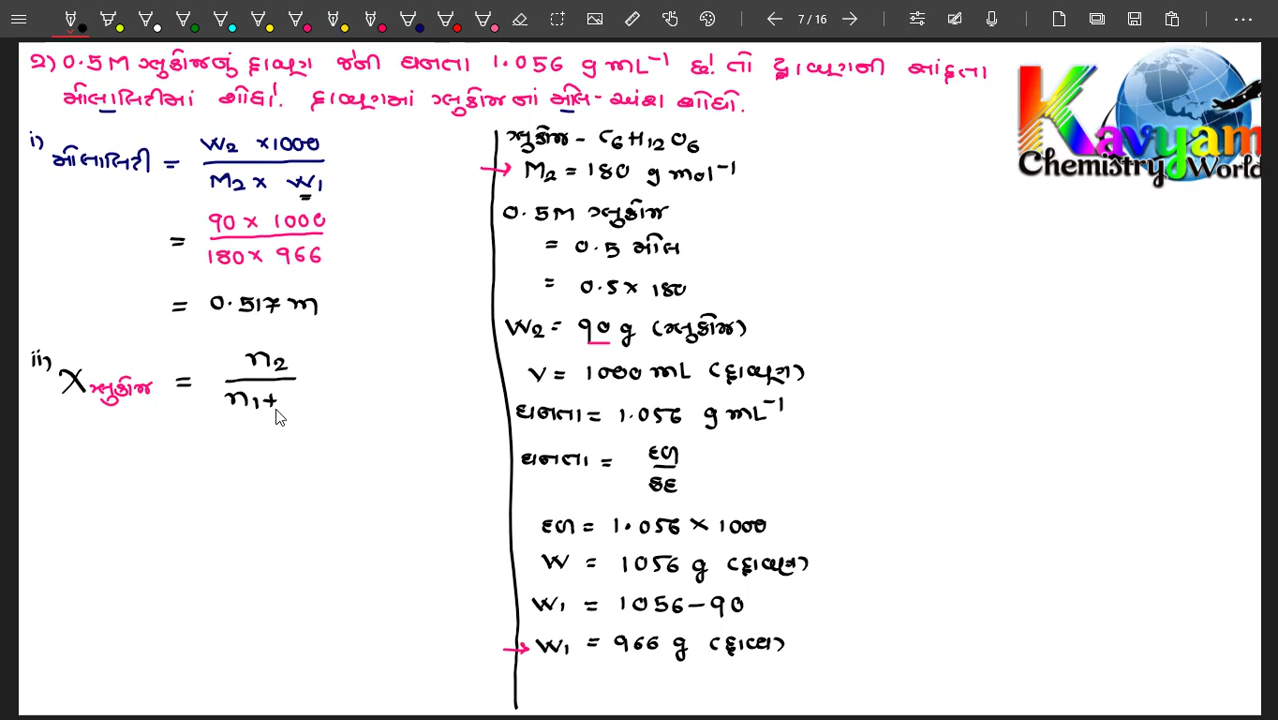 7/16
2) 0.5 M ગ્લુકોઝનું દ્રાવણ જેની ઘનતા 1.056 g mL⁻¹ છે! તો દ્રાવણની સાંદ્રતા
મોલાલિટીમાં શોધો. દ્રાવણમાં ગ્લુકોઝ નાં મોલ-અંશ શોધો.
i) મોલાલિટી = W₂ × 1000 / M₂ × W₁
= 90 × 1000 / 180 × 966
= 0.517 m
ii) X ગ્લુકોઝ = n₂ / n₁ +
ગ્લુકોઝ - C₆H₁₂O₆
→ M₂ = 180 g mol⁻¹
0.5 M ગ્લુકોઝ
= 0.5 મોલ
= 0.5 × 180
W₂ = 90 g (ગ્લુકોઝ)
V = 1000 mL (દ્રાવણ)
ઘનતા = 1.056 g mL⁻¹
ઘનતા = દળ / કદ
દળ = 1.056 × 1000
W = 1056 g (દ્રાવણ)
W₁ = 1056 - 90
→ W₁ = 966 g (દ્રાવક)
Kavyam
Chemistry World